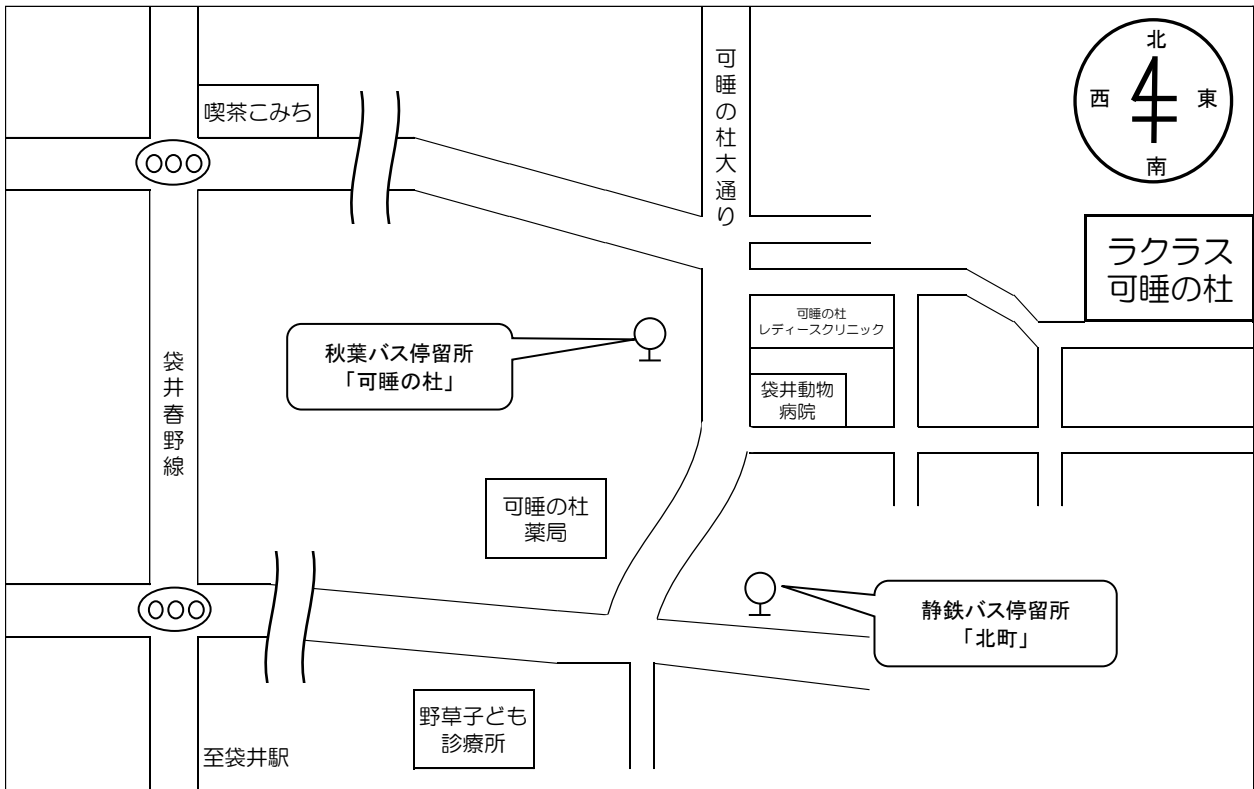 北
西
東
南
喫茶こみち
可睡の杜大通り
ラクラス
可睡の杜
可睡の杜
レディースクリニック
秋葉バス停留所
「可睡の杜」
袋井春野線
袋井動物
病院
可睡の杜
薬局
静鉄バス停留所
「北町」
野草子ども
診療所
至袋井駅